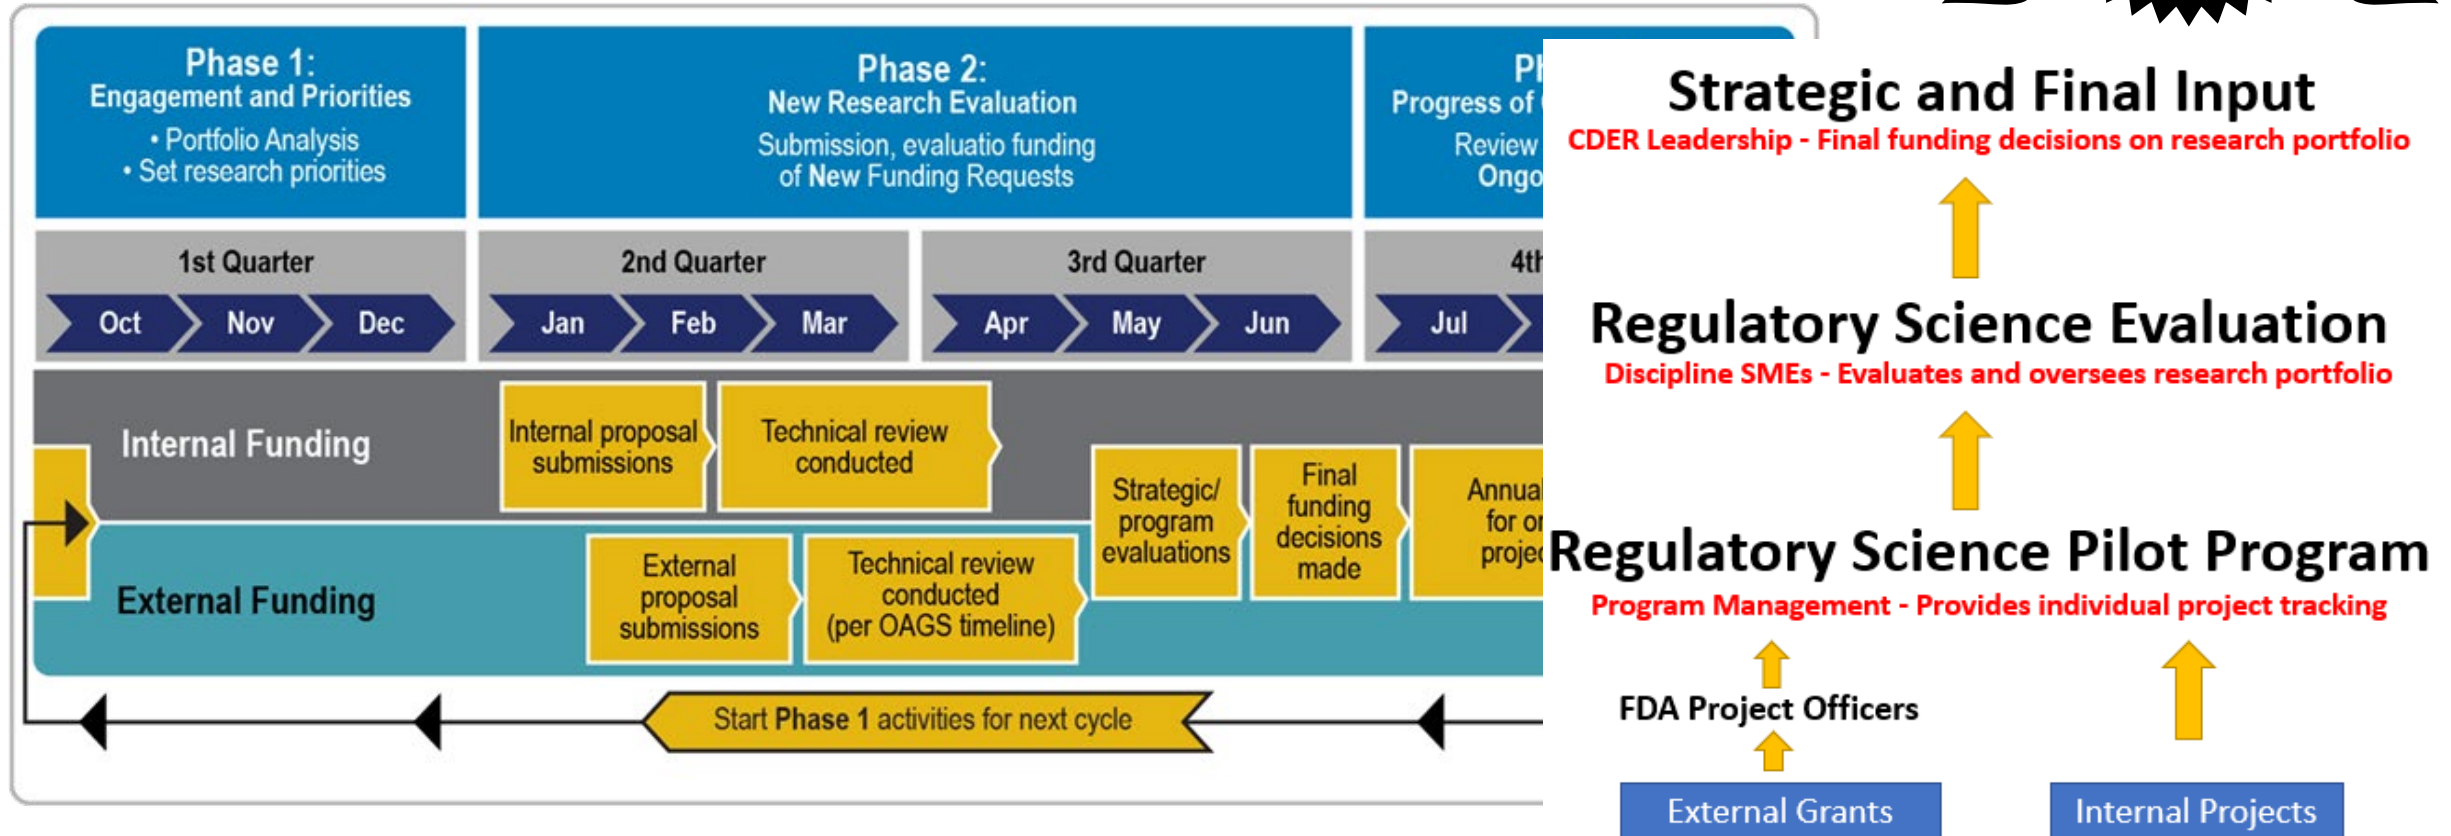 Phase 1:
Engagement and Priorities
• Portfolio Analysis
• Set research priorities
Phase 2:
New Research Evaluation
Submission, evaluatio funding
of New Funding Requests
Progress of
Review
1st Quarter
Oct
Nov
Dec
2nd Quarter
Jan
Feb
Mar
3rd Quarter
Apr
May
Jun
Jul
Internal Funding
Internal proposal
submissions
Technical review
conducted
External Funding
External
proposal
submissions
Technical review
conducted
(per OAGS timeline)
Strategic/
program
evaluations
Final
funding
decisions
made
Annual
for
Start Phase 1 activities for next cycle
Strategic and Final Input
CDER Leadership - Final funding decisions on research portfolio
Regulatory Science Evaluation
Discipline SMEs - Evaluates and oversees research portfolio
Regulatory Science Pilot Program
Program Management - Provides individual project tracking
FDA Project Officers
External Grants
Internal Projects